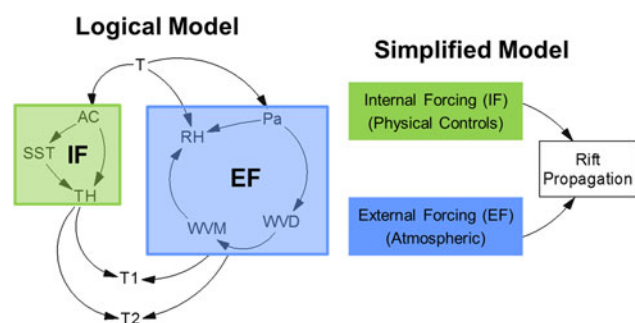 Logical Model
T
AC
SST
IF
TH
RH
Pa
EF
WVM
WVD
T1
T2
Simplified Model
Internal Forcing (IF)
(Physical Controls)
Rift
Propagation
External Forcing (EF)
(Atmospheric)